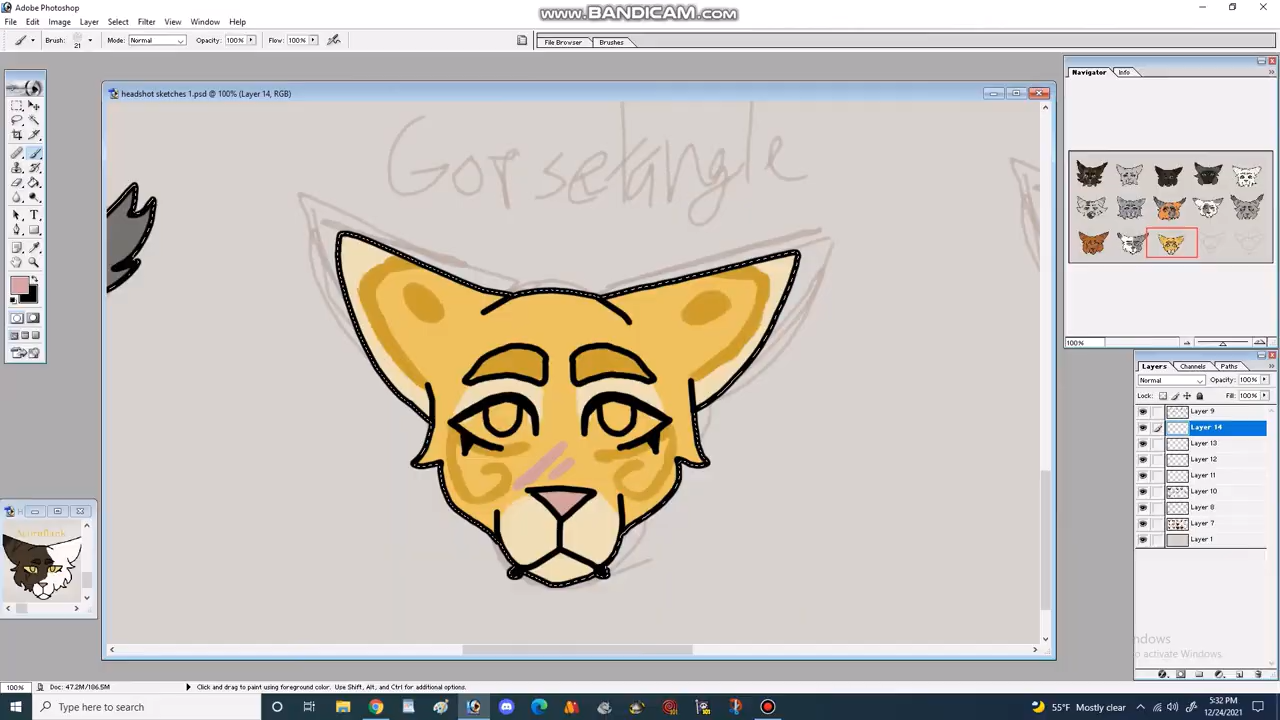 Adobe Photoshop
WWW.BANDICAM.COM
File Edit Image Layer Select Filter View Window Help
Brush: 21 Mode: Normal Opacity: 100% Flow: 100% File Browser Brushes
headshot sketches 1.psd @ 100% (Layer 14, RGB)
Navigator Info
Gorsetangle
100%
Layers Channels Paths
Normal Opacity: 100%
Lock: Fill: 100%
Layer 9
Layer 14
Layer 13
Layer 12
Layer 11
Layer 10
Layer 8
Layer 7
Layer 1
ndows
o activate Windows.
100% Doc: 47.2M/186.5M Click and drag to paint using foreground color. Use Shift, Alt, and Ctrl for additional options.
Type here to search
55°F Mostly clear
5:32 PM
12/24/2021